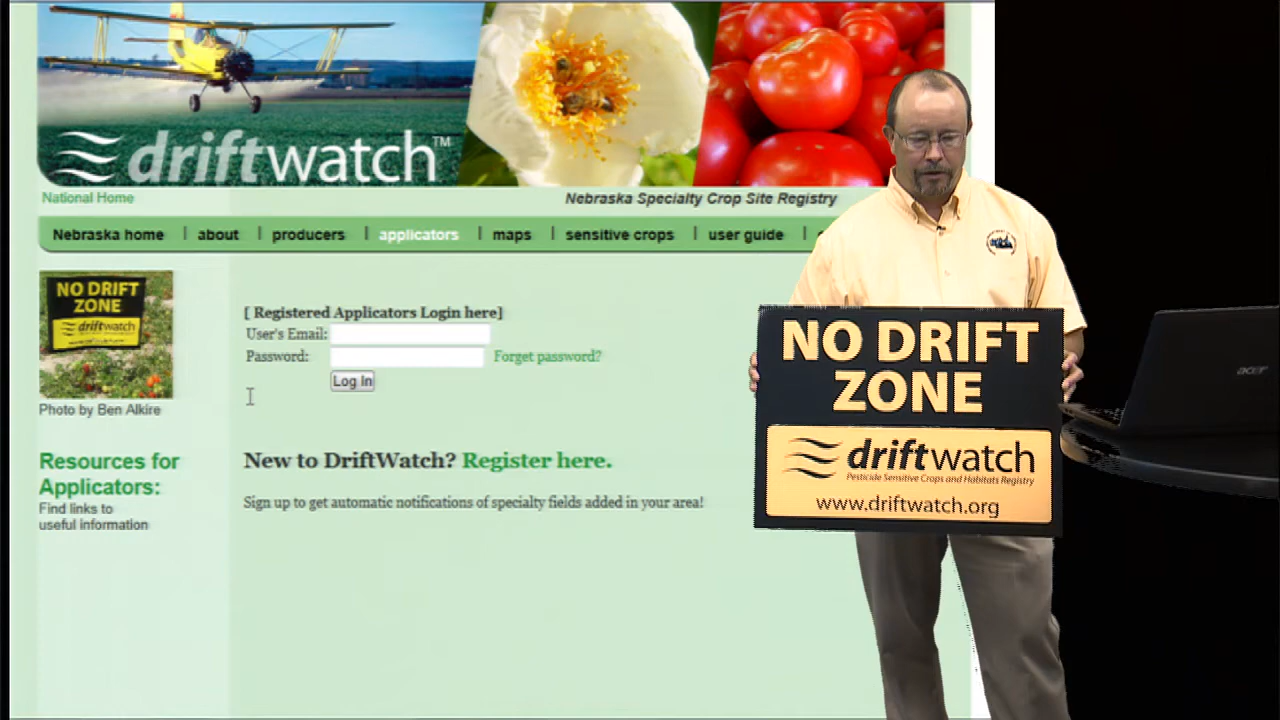 driftwatch™
National Home
Nebraska Specialty Crop Site Registry
Nebraska home | about | producers | applicators | maps | sensitive crops | user guide |
NO DRIFT
ZONE
driftwatch
Photo by Ben Alkire
[ Registered Applicators Login here]
User's Email:
Password:
Forget password?
Log In
Resources for
Applicators:
Find links to
useful information
New to DriftWatch? Register here.
Sign up to get automatic notifications of specialty fields added in your area!
NO DRIFT
ZONE
driftwatch
Pesticide Sensitive Crops and Habitats Registry
www.driftwatch.org
acer